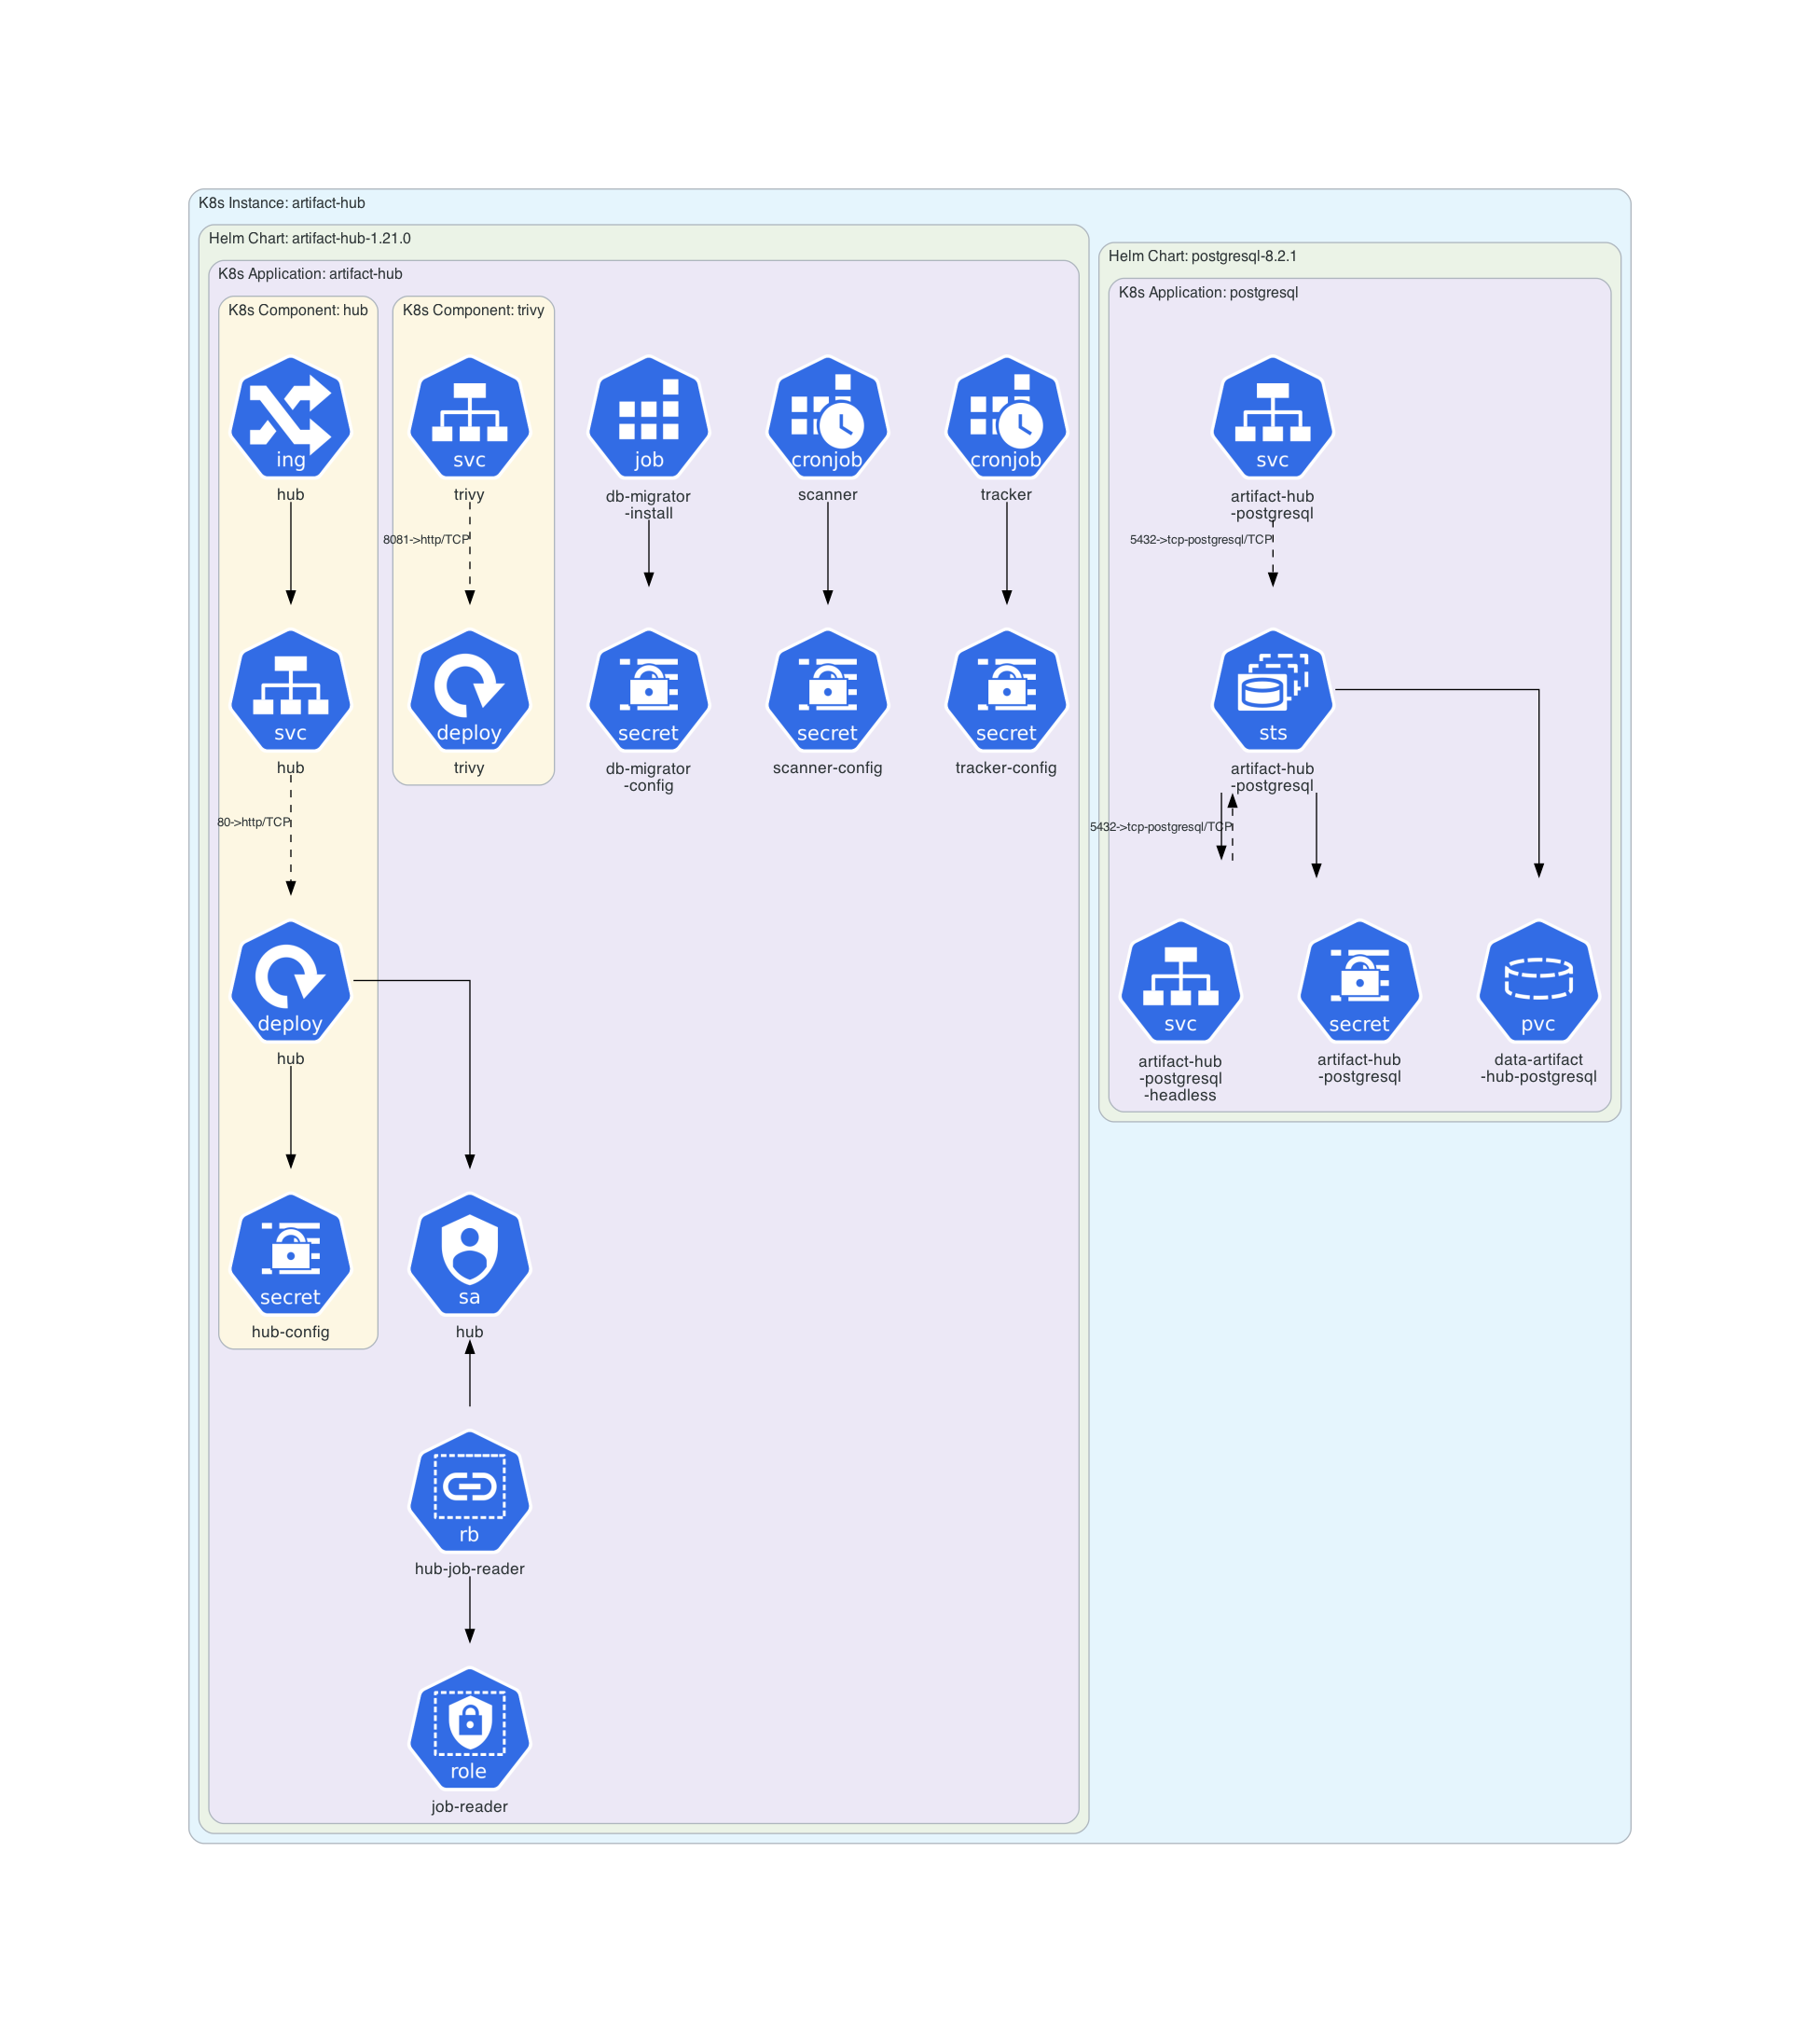 K8s Instance: artifact-hub
Helm Chart: artifact-hub-1.21.0
K8s Application: artifact-hub
K8s Component: hub
ing
hub
svc
hub
80->http/TCP
deploy
hub
secret
hub-config
K8s Component: trivy
svc
trivy
8081->http/TCP
deploy
trivy
job
db-migrator
-install
secret
db-migrator
-config
cronjob
scanner
secret
scanner-config
cronjob
tracker
secret
tracker-config
sa
hub
rb
hub-job-reader
role
job-reader
Helm Chart: postgresql-8.2.1
K8s Application: postgresql
svc
artifact-hub
-postgresql
5432->tcp-postgresql/TCP
sts
artifact-hub
-postgresql
5432->tcp-postgresql/TCP
svc
artifact-hub
-postgresql
-headless
secret
artifact-hub
-postgresql
pvc
data-artifact
-hub-postgresql